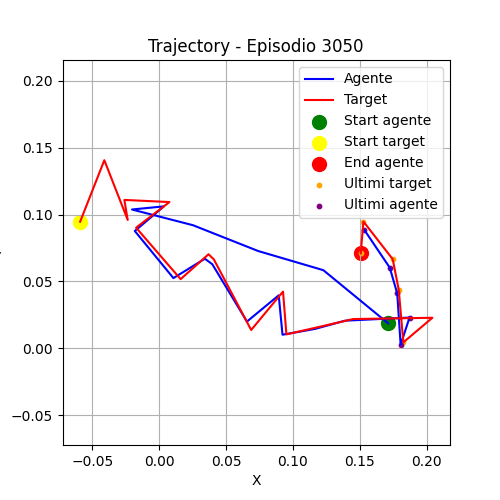 Trajectory - Episodio 3050
Agente
Target
Start agente
Start target
End agente
Ultimi target
Ultimi agente
0.20
0.15
0.10
0.05
0.00
−0.05
−0.05
0.00
0.05
0.10
0.15
0.20
X